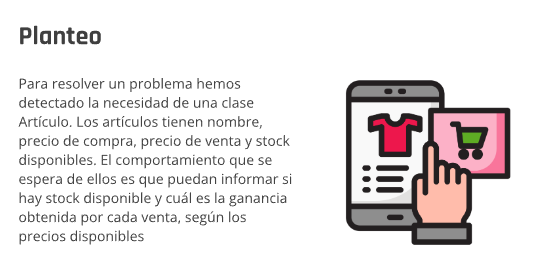 Planteo
Para resolver un problema hemos
detectado la necesidad de una clase
Artículo. Los artículos tienen nombre,
precio de compra, precio de venta y stock
disponibles. El comportamiento que se
espera de ellos es que puedan informar si
hay stock disponible y cuál es la ganancia
obtenida por cada venta, según los
precios disponibles